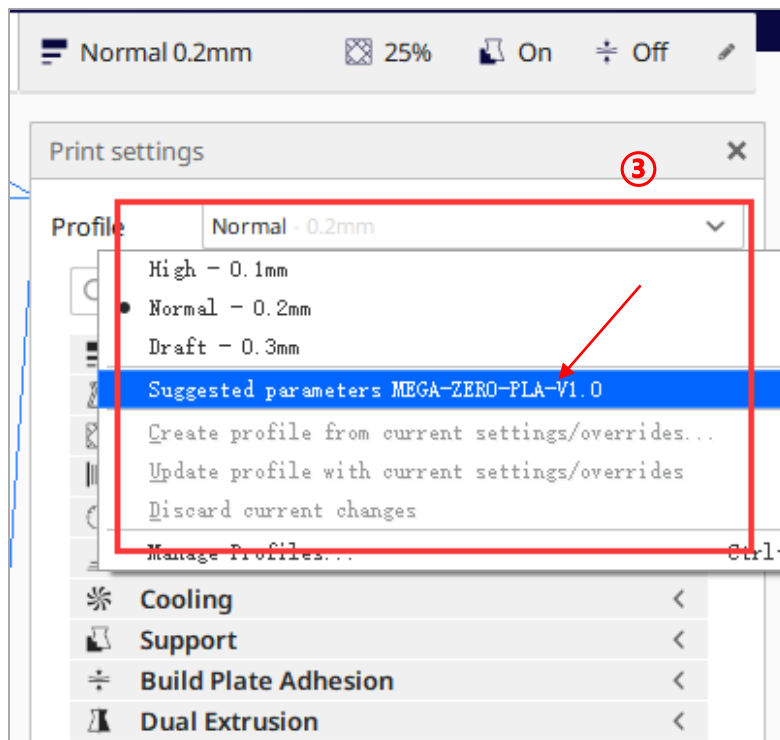 Normal 0.2mm 25% On Off
Print settings
③
Profile Normal - 0.2mm
High - 0.1mm
Normal - 0.2mm
Draft - 0.3mm
Suggested parameters MEGA-ZERO-PLA-V1.0
Create profile from current settings/overrides...
Update profile with current settings/overrides
Discard current changes
Manage Profiles... Ctrl+
Cooling
Support
Build Plate Adhesion
Dual Extrusion